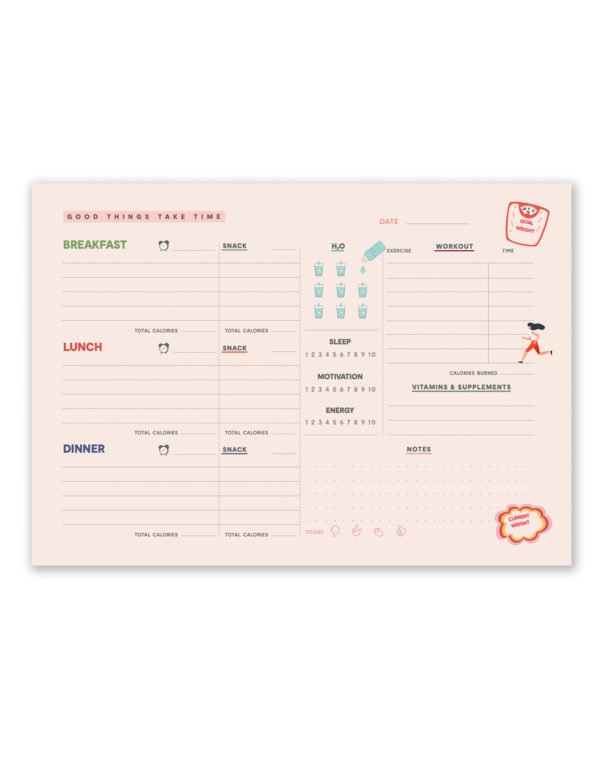 GOOD THINGS TAKE TIME
DATE
GOAL
WEIGHT
BREAKFAST
SNACK
TOTAL CALORIES
TOTAL CALORIES
LUNCH
SNACK
TOTAL CALORIES
TOTAL CALORIES
DINNER
SNACK
TOTAL CALORIES
TOTAL CALORIES
H₂O
SLEEP
1 2 3 4 5 6 7 8 9 10
MOTIVATION
1 2 3 4 5 6 7 8 9 10
ENERGY
1 2 3 4 5 6 7 8 9 10
EXERCISE
WORKOUT
TIME
CALORIES BURNED
VITAMINS & SUPPLEMENTS
NOTES
TODAY
CURRENT
WEIGHT